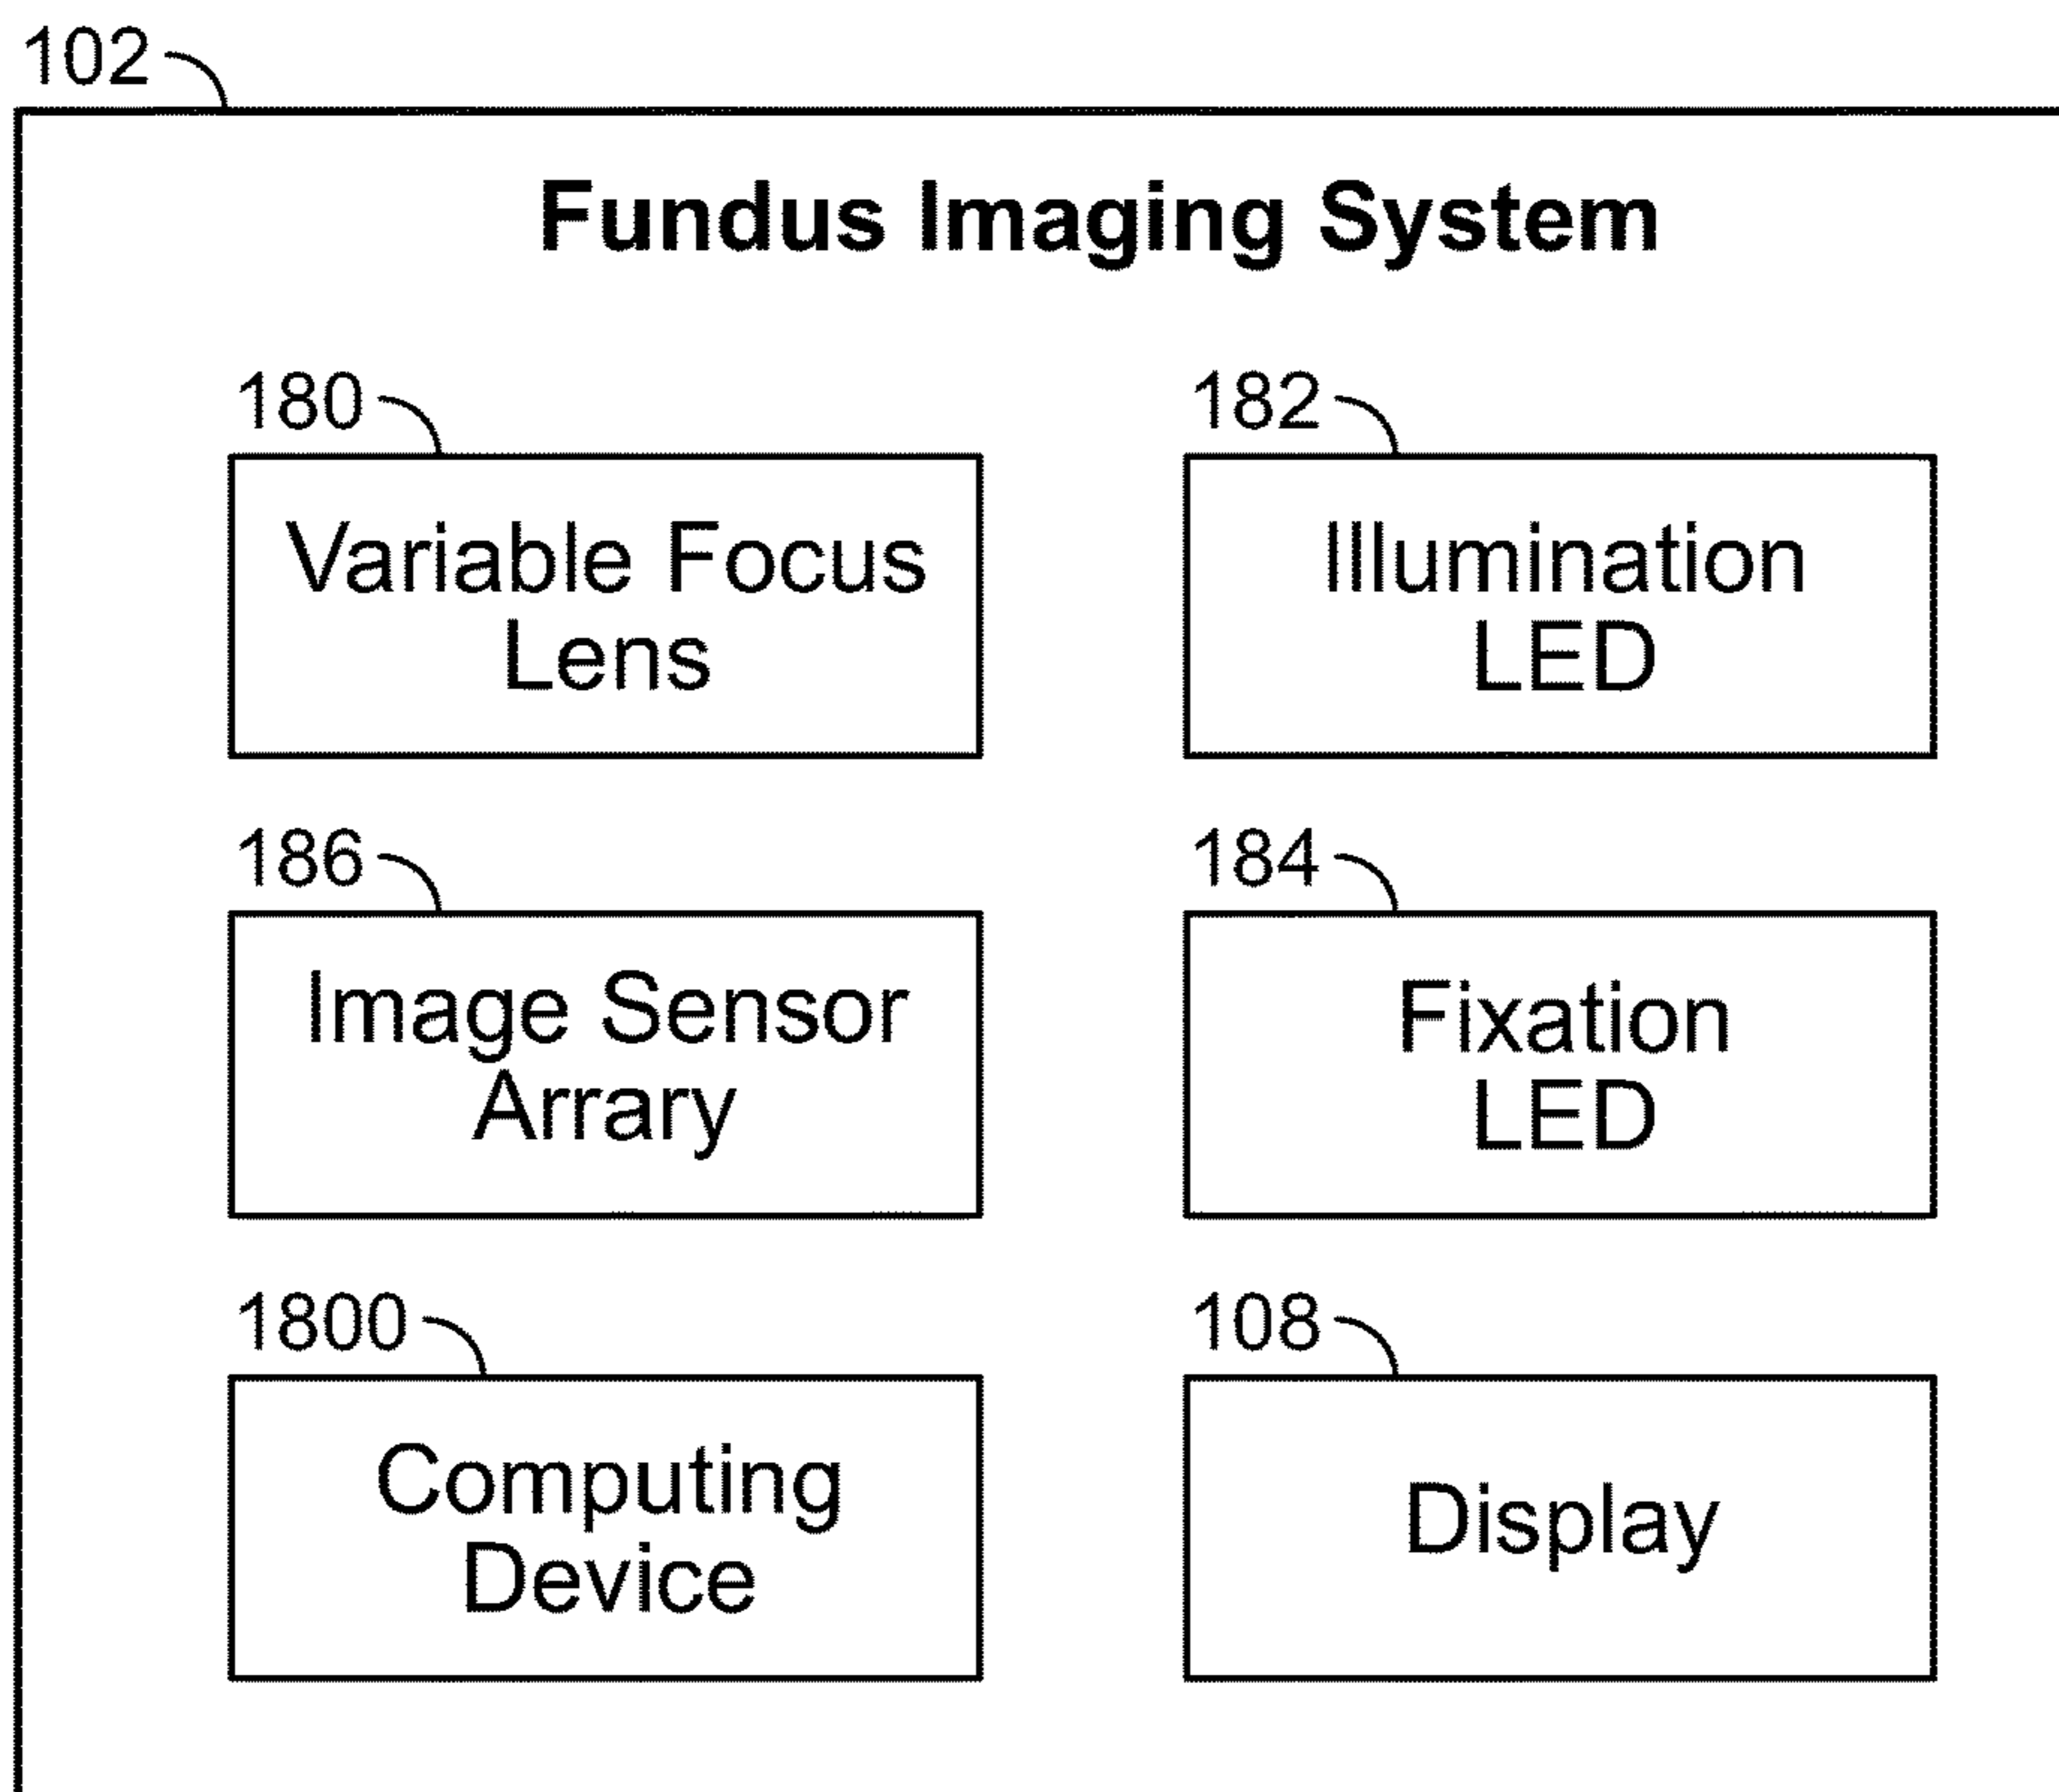 102
Fundus Imaging System
180
Variable Focus
Lens
182
Illumination
LED
186
Image Sensor
Arrary
184
Fixation
LED
1800
Computing
Device
108
Display